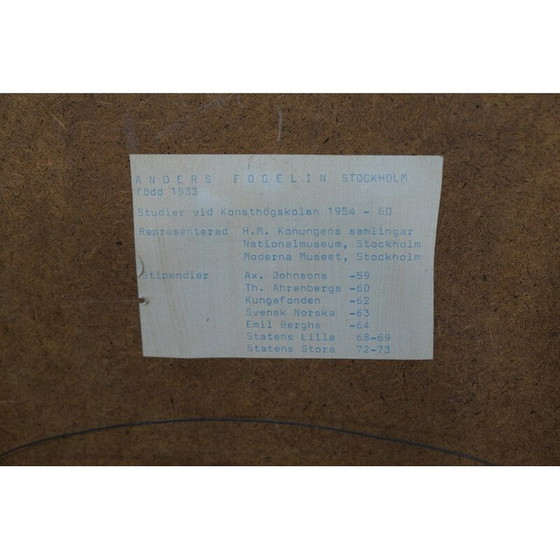 ANDERS FOGELIN STOCKHOLM
född 1933
Studier vid Konsthögskolan 1954 - 60
Representerad H.M. Konungens samlingar
Nationalmuseum, Stockholm
Moderna Museet, Stockholm
Stipendier Ax. Johnsons -59
Th. Ahrenbergs -60
Kungafonden -62
Svensk Norska -63
Emil Berghs -64
Statens Lilla 68-69
Statens Stora 72-73